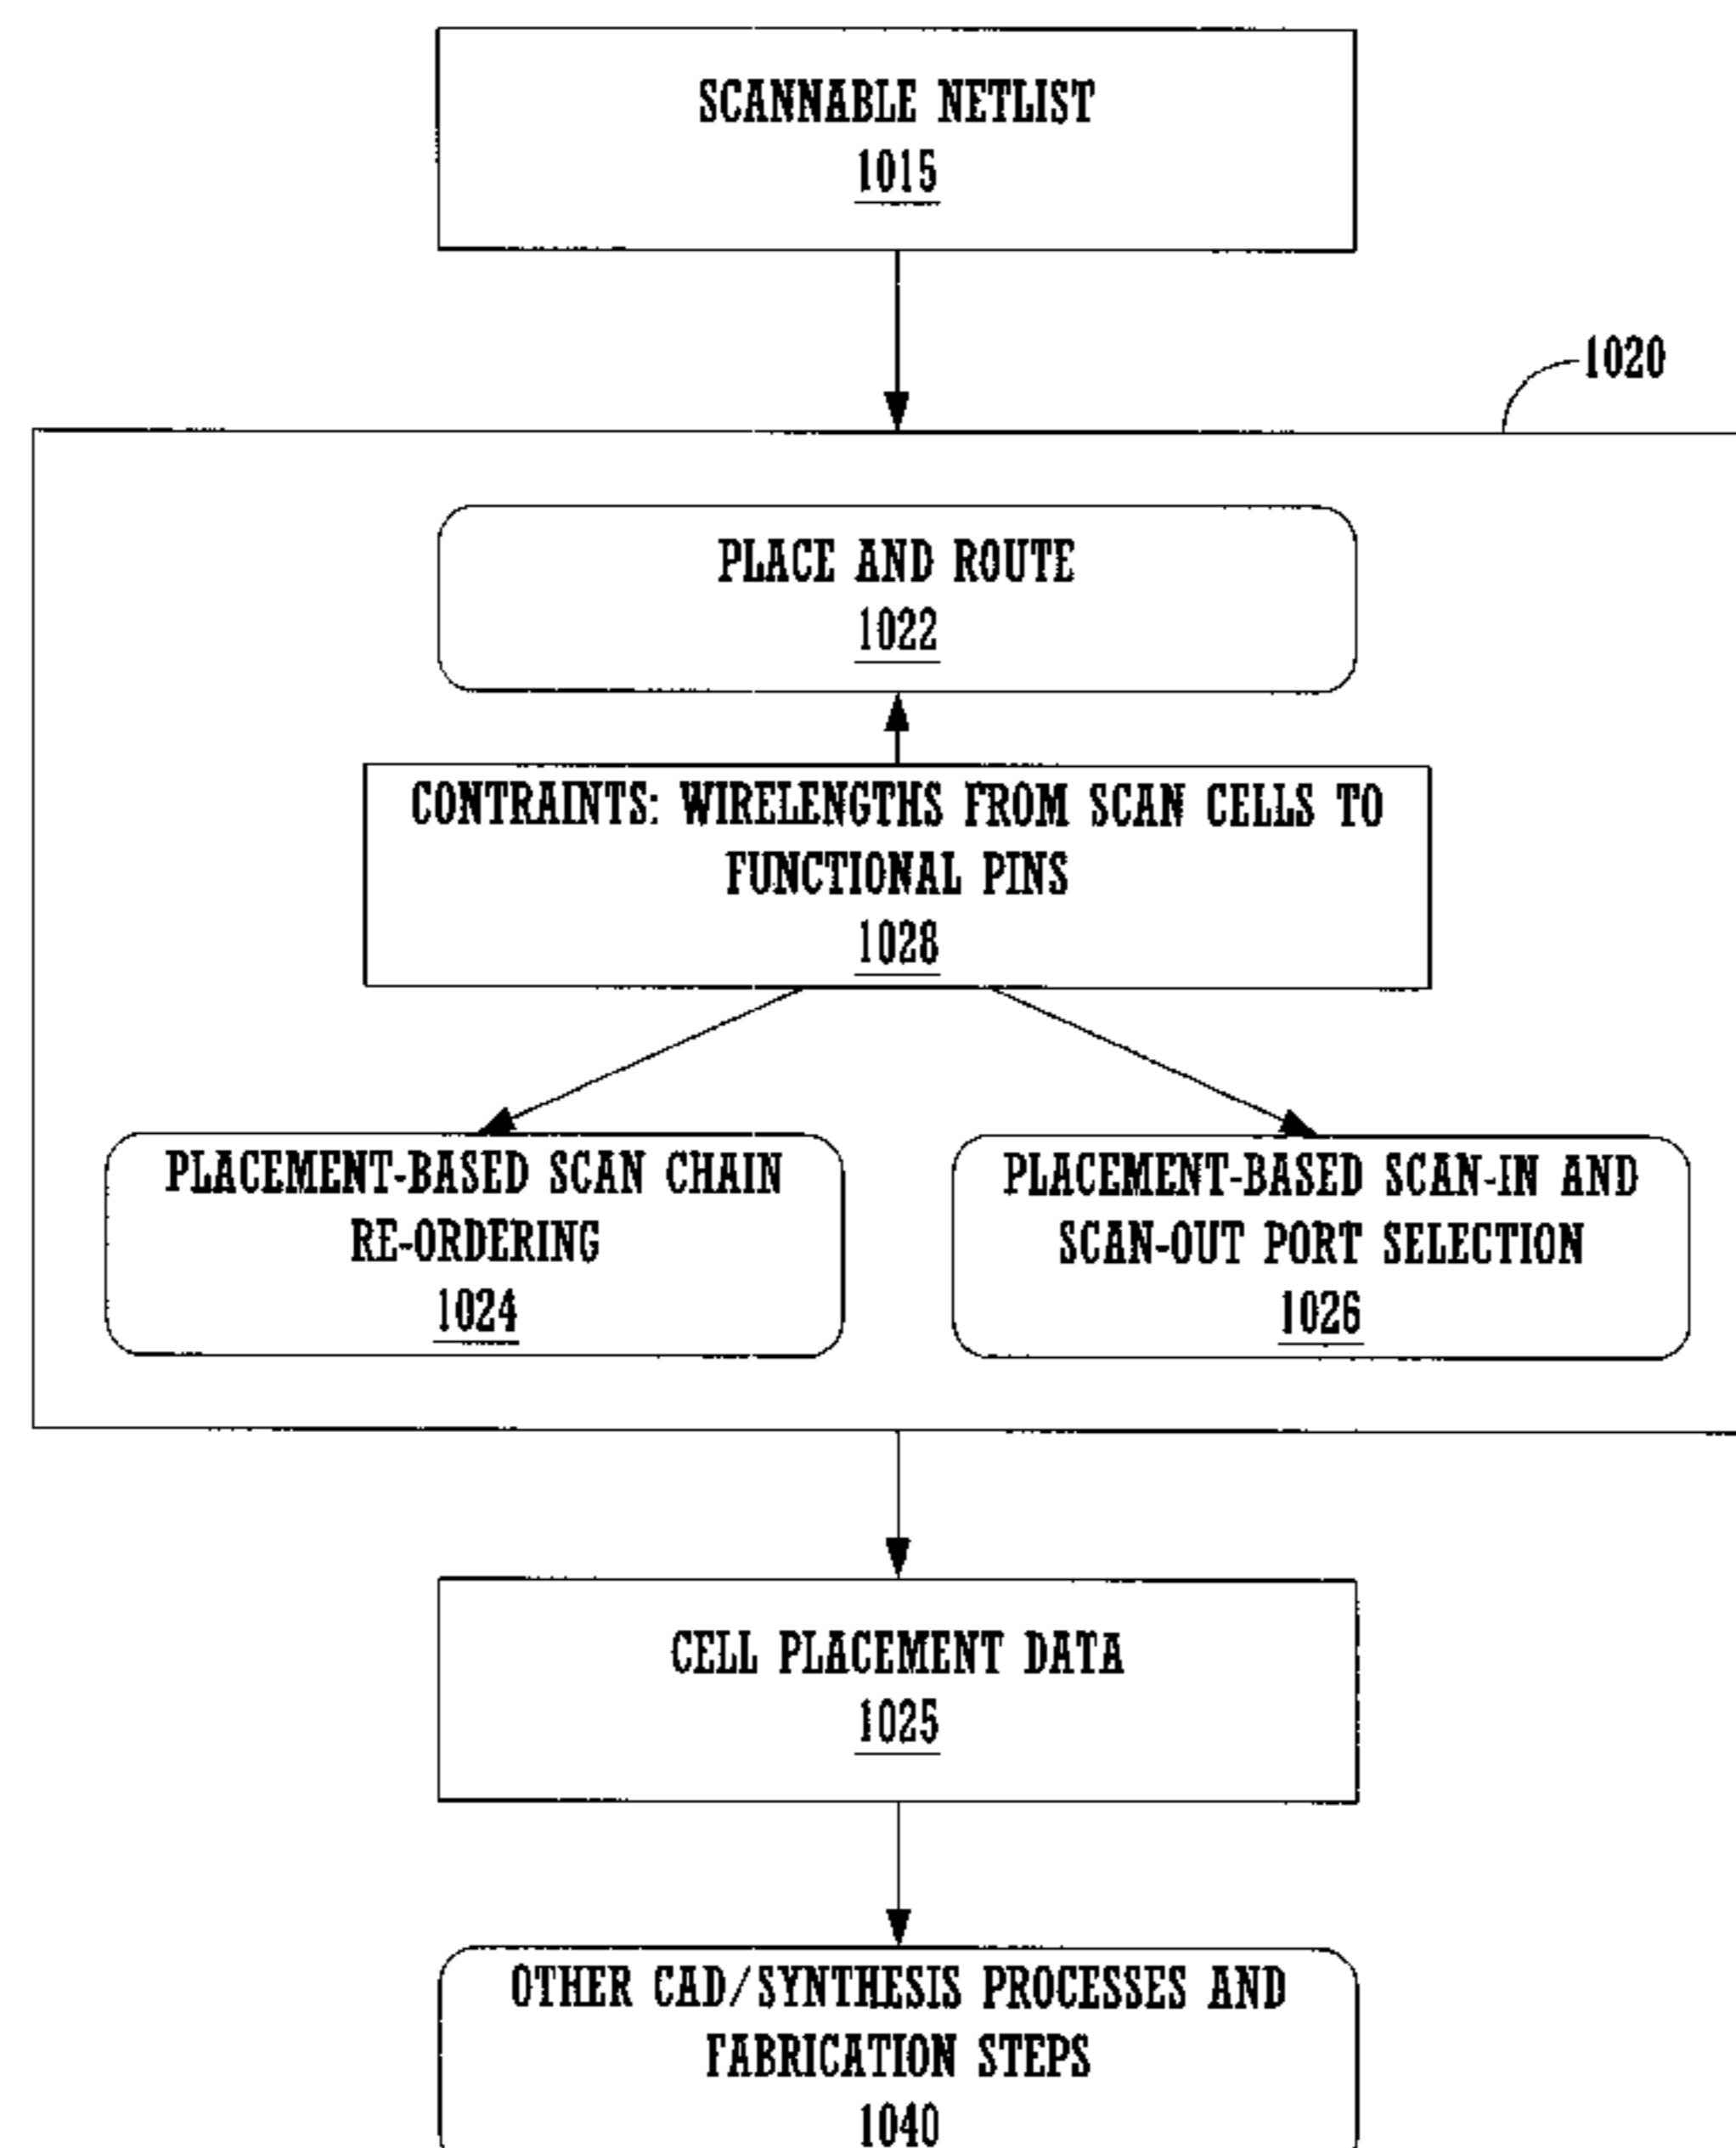 SCANNABLE NETLIST
1015
1020
PLACE AND ROUTE
1022
CONTRAINTS: WIRELENGTHS FROM SCAN CELLS TO
FUNCTIONAL PINS
1028
PLACEMENT-BASED SCAN CHAIN
RE-ORDERING
1024
PLACEMENT-BASED SCAN-IN AND
SCAN-OUT PORT SELECTION
1026
CELL PLACEMENT DATA
1025
OTHER CAD/SYNTHESIS PROCESSES AND
FABRICATION STEPS
1040